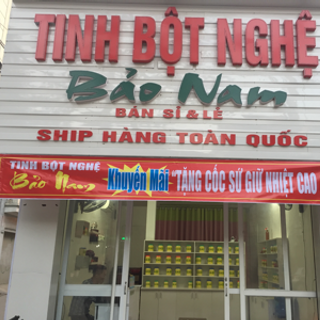 TINH BỘT NGHỆ
Bảo Nam
BÁN SỈ & LẺ
SHIP HÀNG TOÀN QUỐC
TINH BỘT NGHỆ
Bảo Nam
Khuyến Mãi "TẶNG CỐC SỨ GIỮ NHIỆT CAO